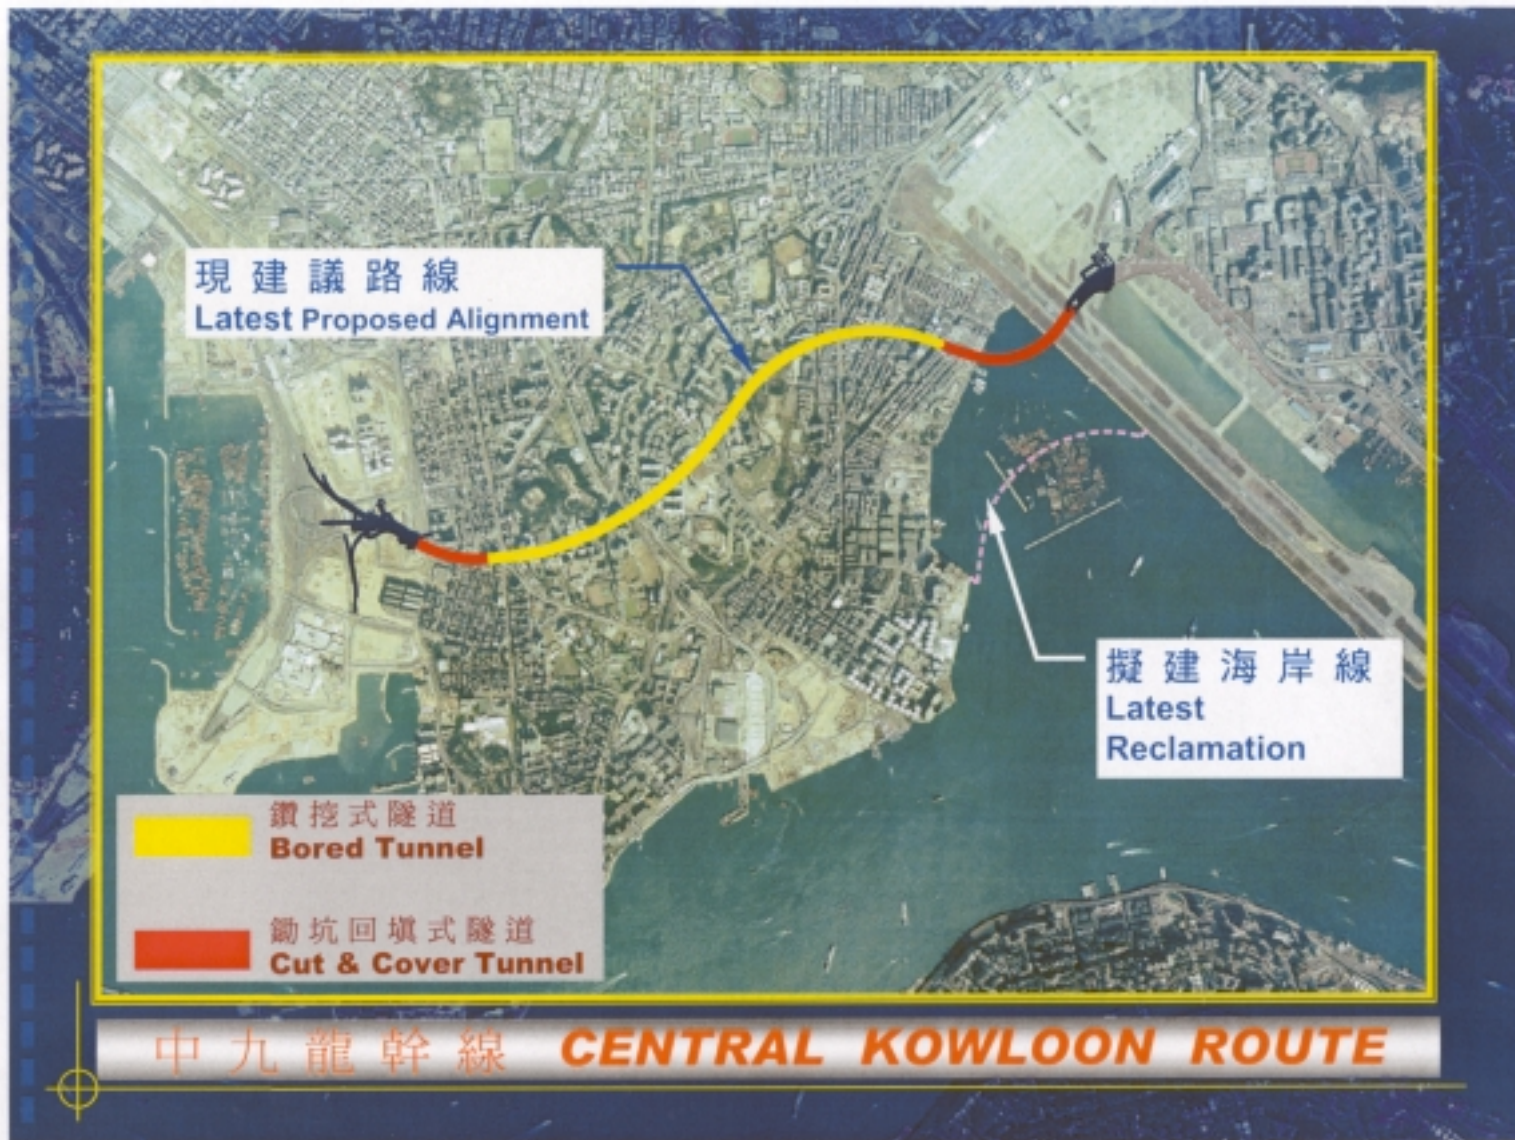 現建議路線
Latest Proposed Alignment
擬建海岸線
Latest
Reclamation
鑽挖式隧道
Bored Tunnel
鋤坑回填式隧道
Cut & Cover Tunnel
中九龍幹線 CENTRAL KOWLOON ROUTE